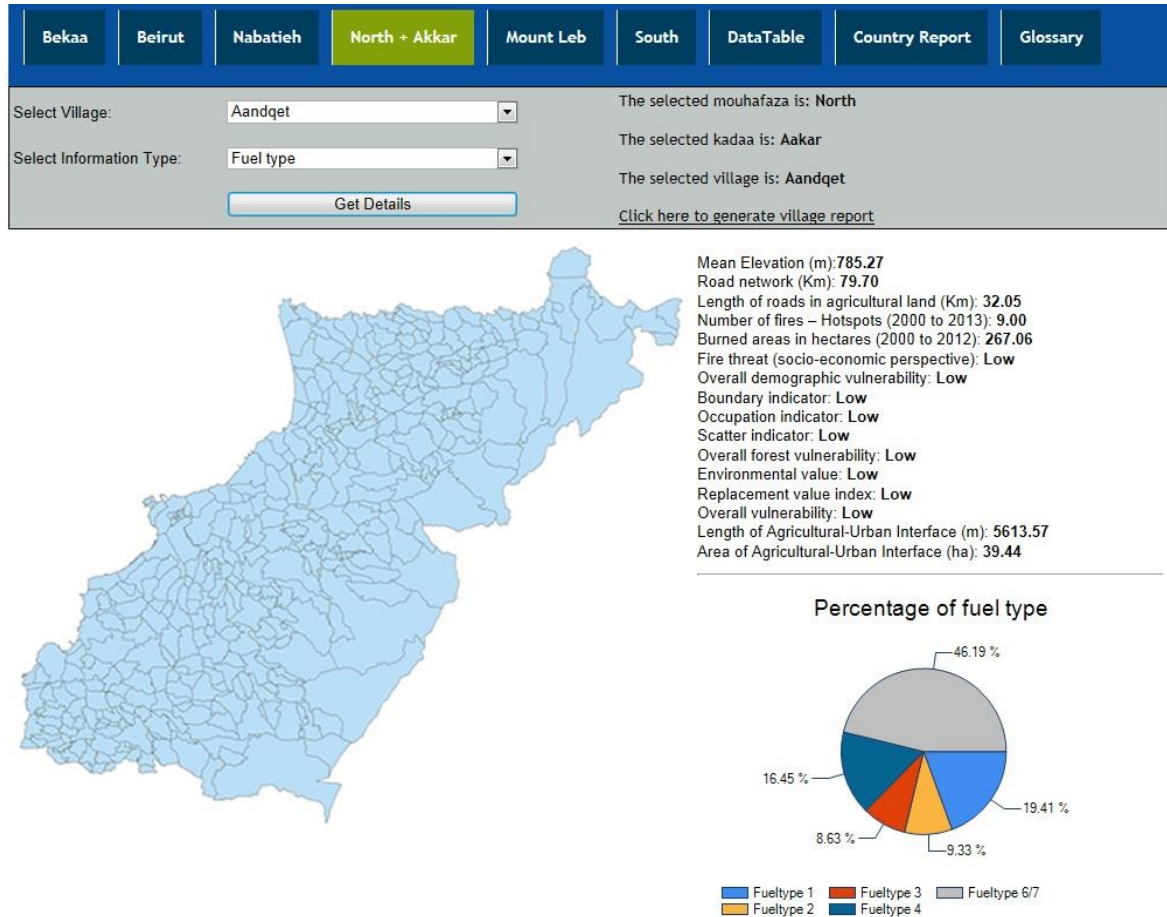 Bekaa Beirut Nabatieh North + Akkar Mount Leb South DataTable Country Report Glossary
Select Village: Aandqet
Select Information Type: Fuel type
Get Details
The selected mouhafaza is: North
The selected kadaa is: Aakar
The selected village is: Aandqet
Click here to generate village report
Mean Elevation (m):785.27
Road network (Km): 79.70
Length of roads in agricultural land (Km): 32.05
Number of fires – Hotspots (2000 to 2013): 9.00
Burned areas in hectares (2000 to 2012): 267.06
Fire threat (socio-economic perspective): Low
Overall demographic vulnerability: Low
Boundary indicator: Low
Occupation indicator: Low
Scatter indicator: Low
Overall forest vulnerability: Low
Environmental value: Low
Replacement value index: Low
Overall vulnerability: Low
Length of Agricultural-Urban Interface (m): 5613.57
Area of Agricultural-Urban Interface (ha): 39.44
Percentage of fuel type
46.19 %
16.45 %
19.41 %
8.63 %
9.33 %
Fueltype 1 Fueltype 3 Fueltype 6/7
Fueltype 2 Fueltype 4